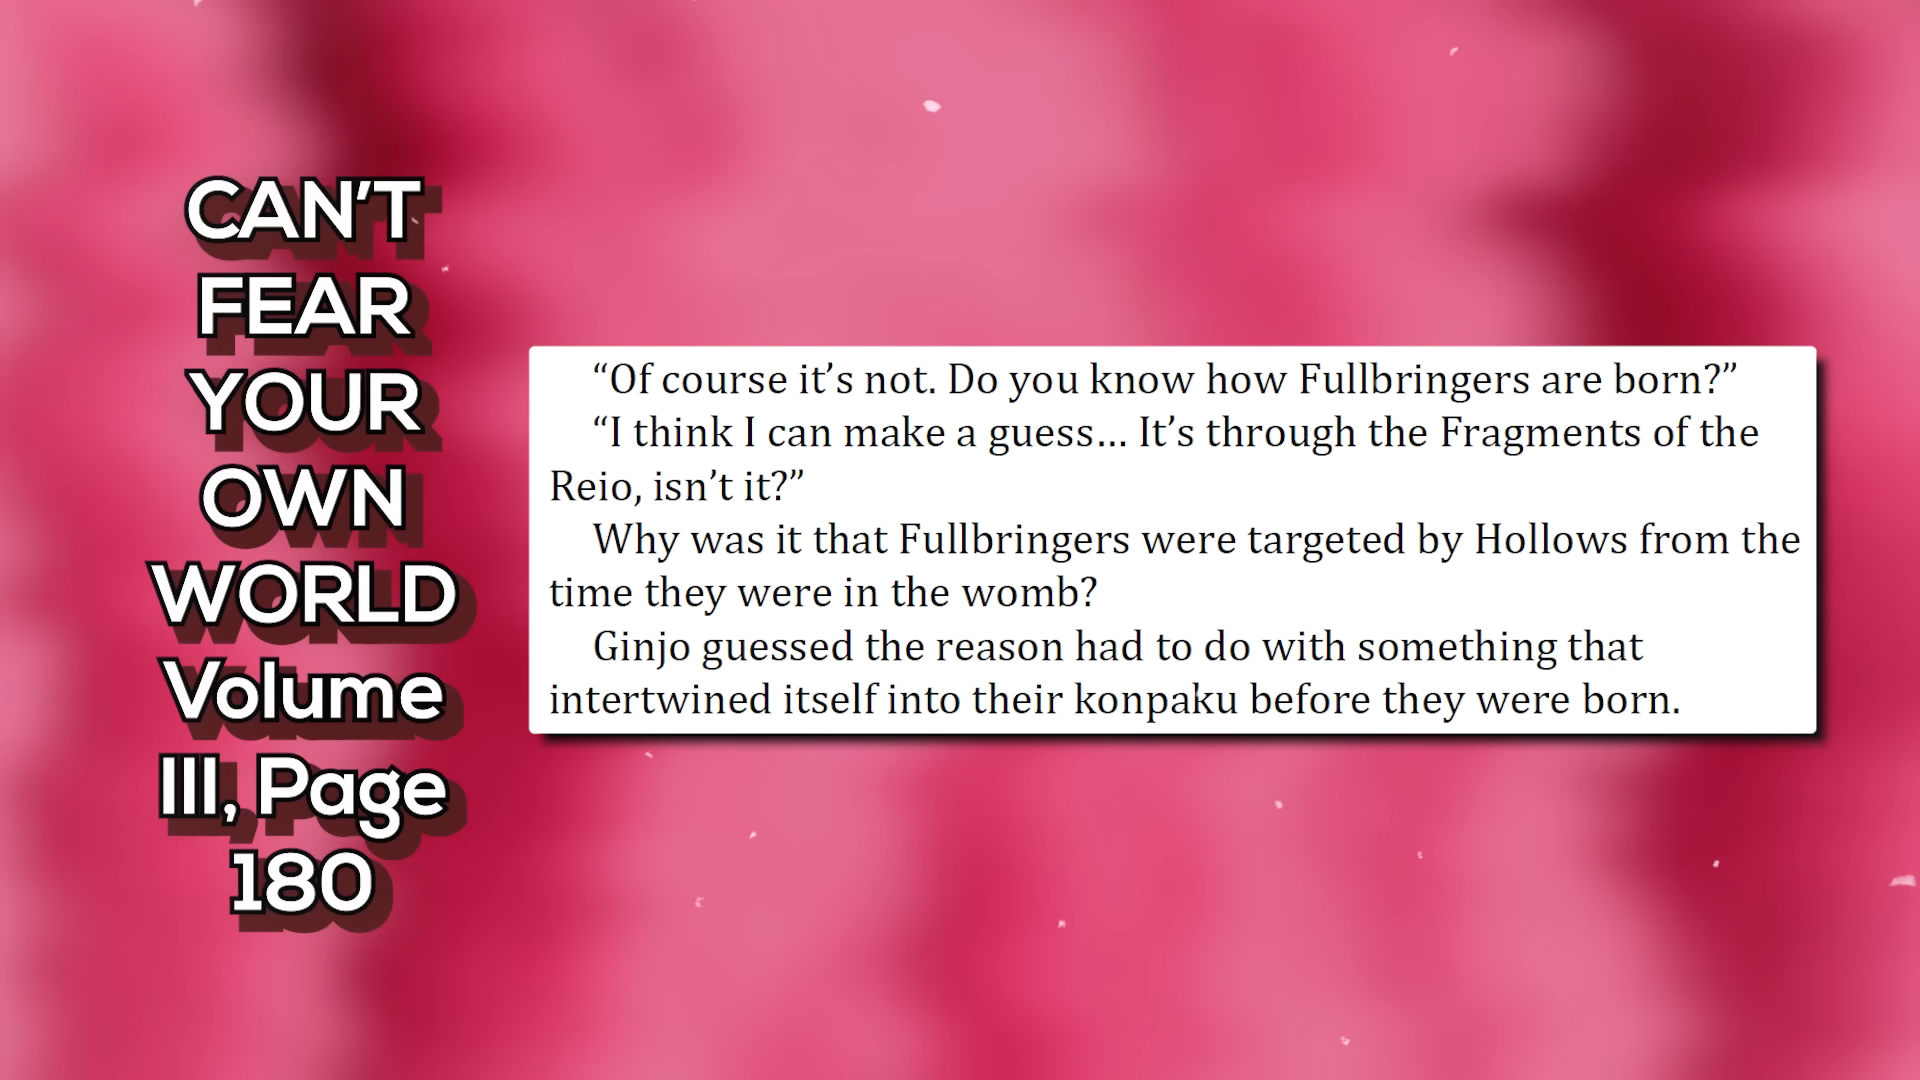 CAN'T
FEAR
YOUR
OWN
WORLD
Volume
III, Page
180
“Of course it’s not. Do you know how Fullbringers are born?”
“I think I can make a guess... It’s through the Fragments of the
Reio, isn’t it?”
Why was it that Fullbringers were targeted by Hollows from the
time they were in the womb?
Ginjo guessed the reason had to do with something that
intertwined itself into their konpaku before they were born.